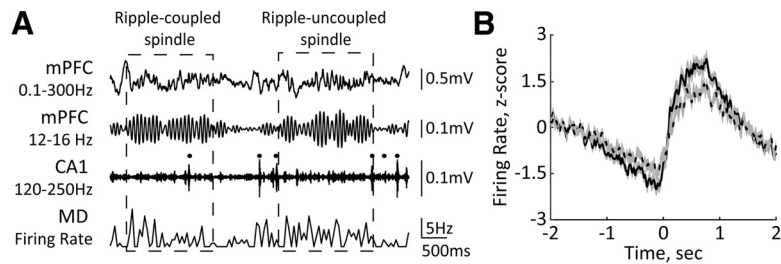 A
Ripple-coupled
spindle
Ripple-uncoupled
spindle
mPFC
0.1-300Hz
0.5mV
mPFC
12-16 Hz
0.1mV
CA1
120-250Hz
0.1mV
MD
Firing Rate
5Hz
500ms
B
Firing Rate, z-score
3
1.5
0
-1.5
-3
-2
-1
0
1
2
Time, sec